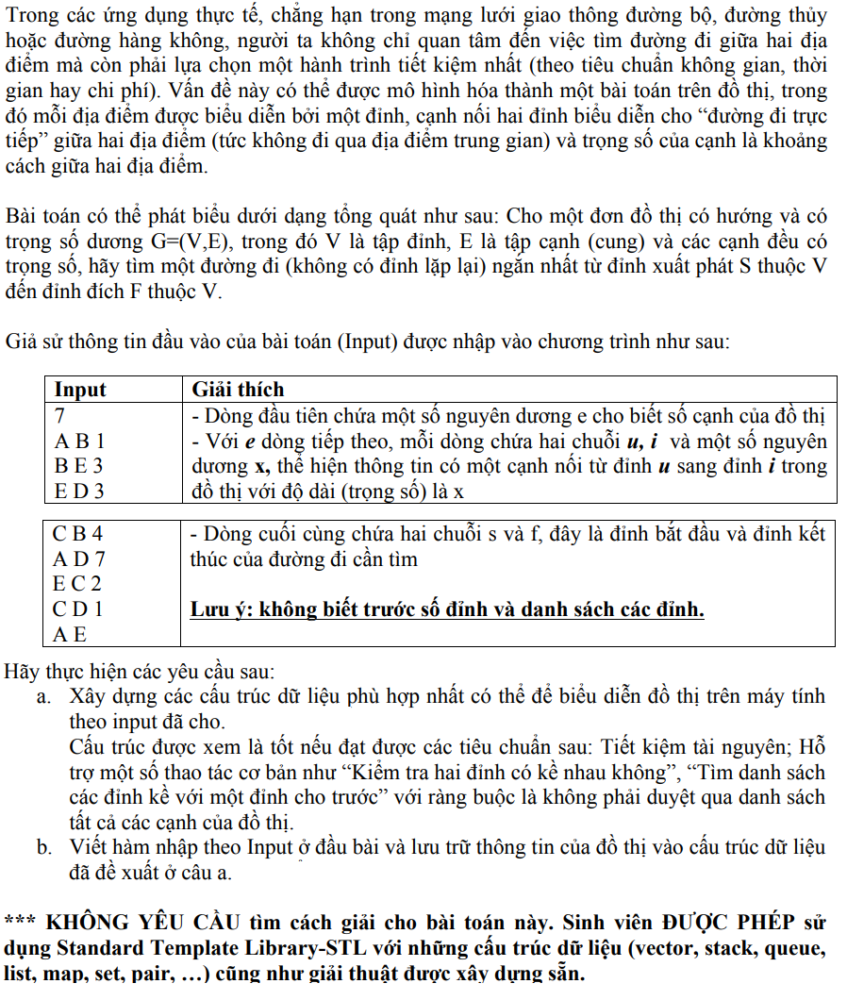 Trong các ứng dụng thực tế, chẳng hạn trong mạng lưới giao thông đường bộ, đường thủy
hoặc đường hàng không, người ta không chỉ quan tâm đến việc tìm đường đi giữa hai địa
điểm mà còn phải lựa chọn một hành trình tiết kiệm nhất (theo tiêu chuẩn không gian, thời
gian hay chi phí). Vấn đề này có thể được mô hình hóa thành một bài toán trên đồ thị, trong
đó mỗi địa điểm được biểu diễn bởi một đỉnh, cạnh nối hai đỉnh biểu diễn cho “đường đi trực
tiếp” giữa hai địa điểm (tức không đi qua địa điểm trung gian) và trọng số của cạnh là khoảng
cách giữa hai địa điểm.
Bài toán có thể phát biểu dưới dạng tổng quát như sau: Cho một đơn đồ thị có hướng và có
trọng số dương G=(V,E), trong đó V là tập đỉnh, E là tập cạnh (cung) và các cạnh đều có
trọng số, hãy tìm một đường đi (không có đỉnh lặp lại) ngắn nhất từ đỉnh xuất phát S thuộc V
đến đỉnh đích F thuộc V.
Giả sử thông tin đầu vào của bài toán (Input) được nhập vào chương trình như sau:
Input Giải thích
7 - Dòng đầu tiên chứa một số nguyên dương e cho biết số cạnh của đồ thị
A B 1 - Với e dòng tiếp theo, mỗi dòng chứa hai chuỗi u, i và một số nguyên
B E 3 dương x, thể hiện thông tin có một cạnh nối từ đỉnh u sang đỉnh i trong
E D 3 đồ thị với độ dài (trọng số) là x
C B 4 - Dòng cuối cùng chứa hai chuỗi s và f, đây là đỉnh bắt đầu và đỉnh kết
A D 7 thúc của đường đi cần tìm
E C 2
C D 1 Lưu ý: không biết trước số đỉnh và danh sách các đỉnh.
A E
Hãy thực hiện các yêu cầu sau:
a. Xây dựng các cấu trúc dữ liệu phù hợp nhất có thể để biểu diễn đồ thị trên máy tính
theo input đã cho.
Cấu trúc được xem là tốt nếu đạt được các tiêu chuẩn sau: Tiết kiệm tài nguyên; Hỗ
trợ một số thao tác cơ bản như “Kiểm tra hai đỉnh có kề nhau không”, “Tìm danh sách
các đỉnh kề với một đỉnh cho trước” với ràng buộc là không phải duyệt qua danh sách
tất cả các cạnh của đồ thị.
b. Viết hàm nhập theo Input ở đầu bài và lưu trữ thông tin của đồ thị vào cấu trúc dữ liệu
đã đề xuất ở câu a.
*** KHÔNG YÊU CẦU tìm cách giải cho bài toán này. Sinh viên ĐƯỢC PHÉP sử
dụng Standard Template Library-STL với những cấu trúc dữ liệu (vector, stack, queue,
list, map, set, pair, …) cũng như giải thuật được xây dựng sẵn.